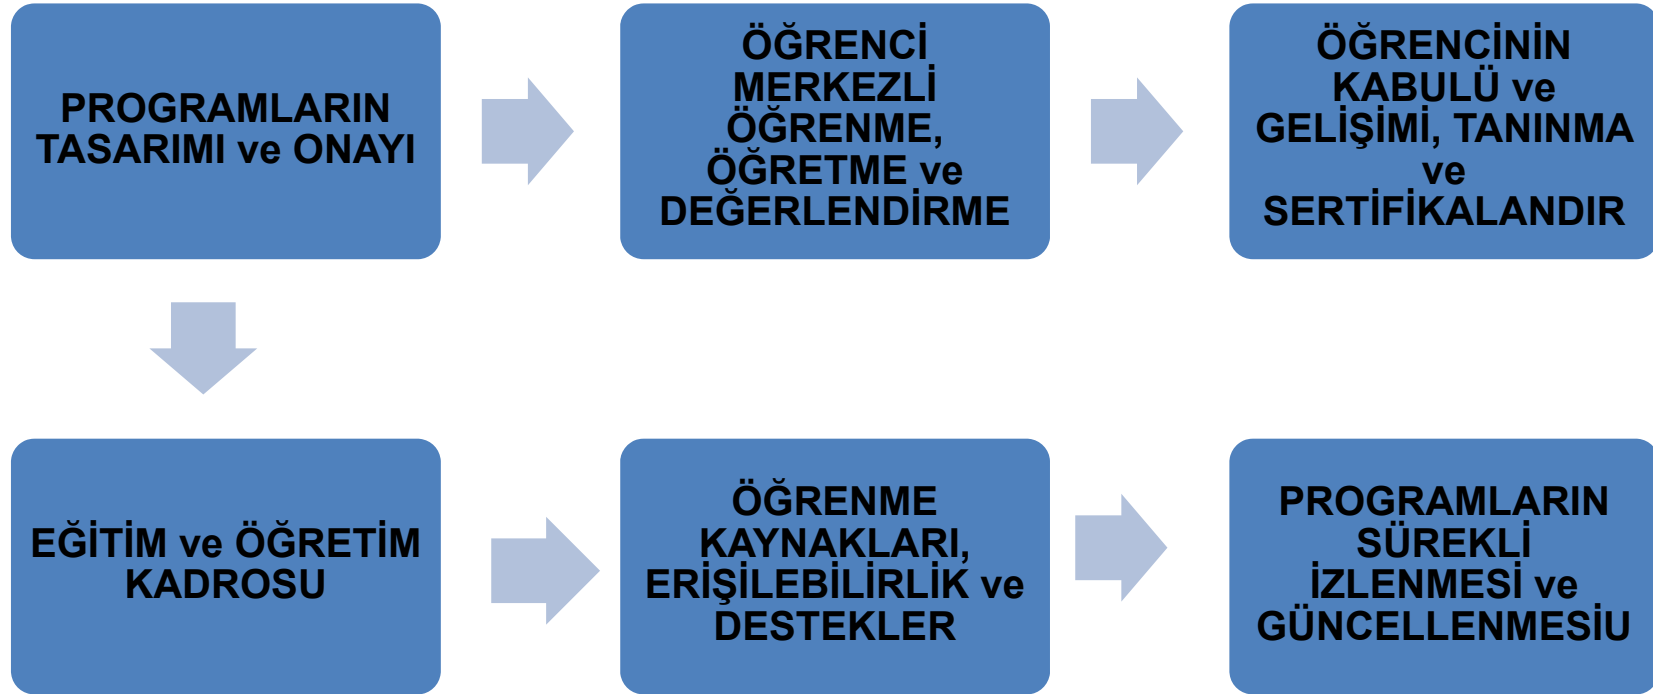 PROGRAMLARIN
TASARIMI ve ONAYI
ÖĞRENCİ
MERKEZLİ
ÖĞRENME,
ÖĞRETME ve
DEĞERLENDİRME
ÖĞRENCİNİN
KABULÜ ve
GELİŞİMİ, TANINMA
ve
SERTİFİKALANDIR
EĞİTİM ve ÖĞRETİM
KADROSU
ÖĞRENME
KAYNAKLARI,
ERİŞİLEBİLİRLİK ve
DESTEKLER
PROGRAMLARIN
SÜREKLİ
İZLENMESİ ve
GÜNCELLENMESİU